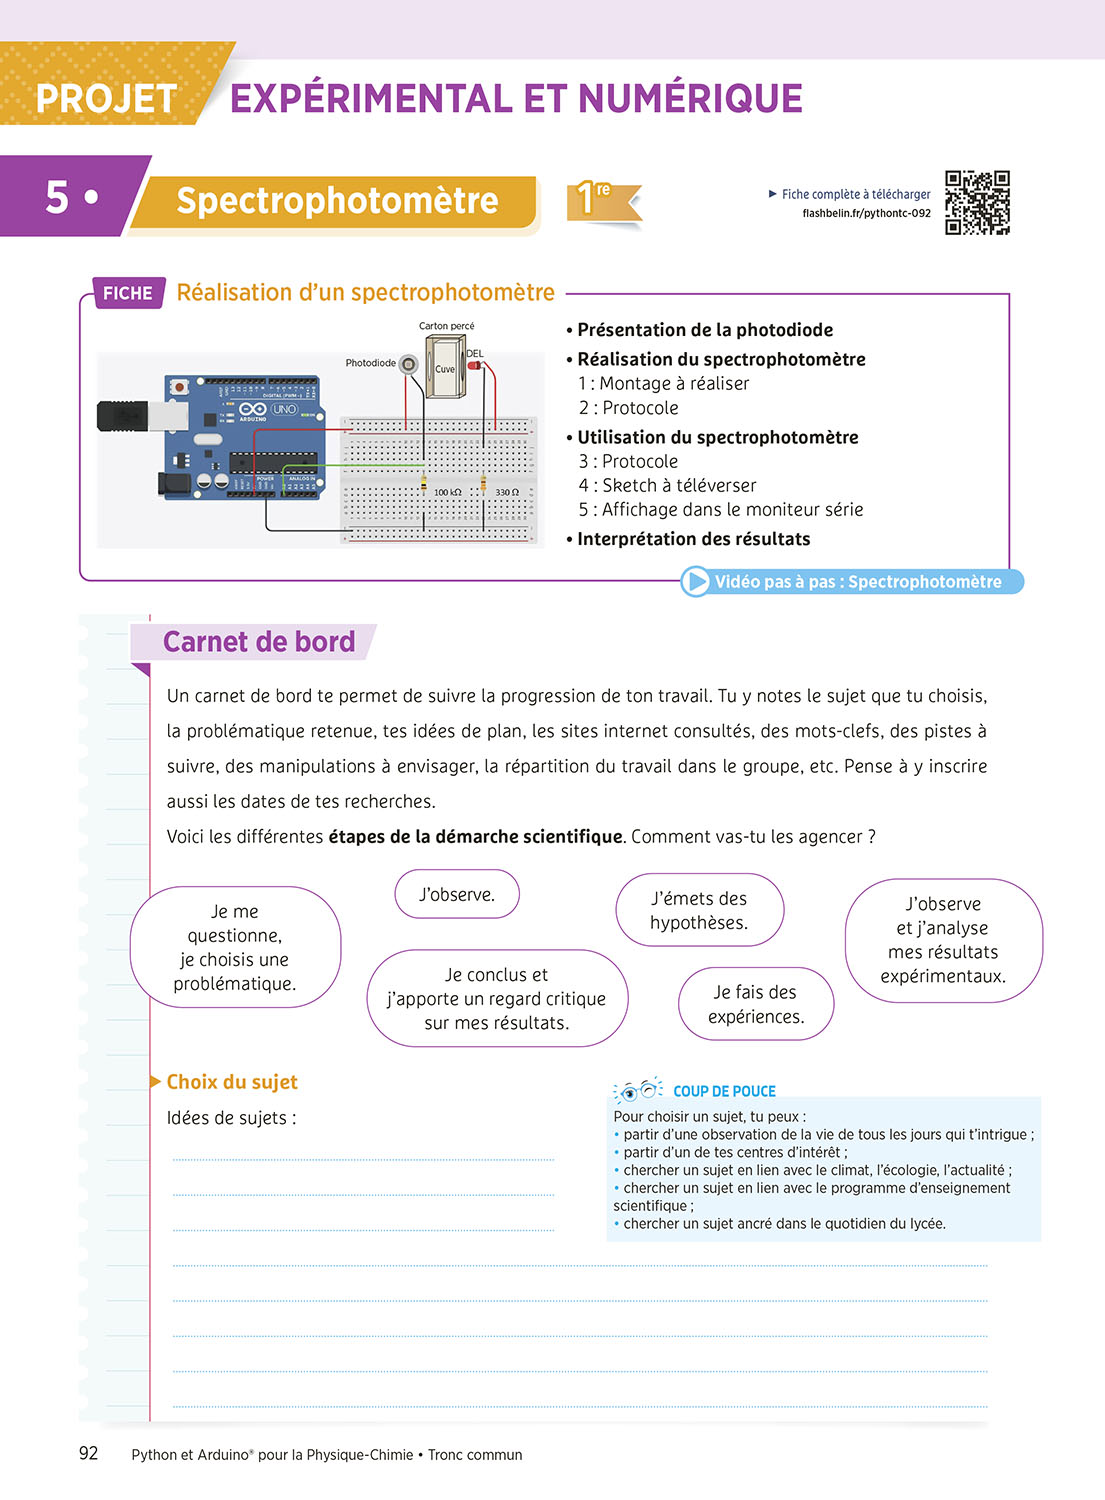 PROJET EXPÉRIMENTAL ET NUMÉRIQUE
5 • Spectrophotomètre
1re
► Fiche complète à télécharger
flashbelin.fr/pythontc-092
FICHE Réalisation d’un spectrophotomètre
Carton percé
Photodiode
DEL
Cuve
DIGITAL (PWM ~)
UNO
ARDUINO
POWER
ANALOG IN
100 kΩ
330 Ω
• Présentation de la photodiode
• Réalisation du spectrophotomètre
1 : Montage à réaliser
2 : Protocole
• Utilisation du spectrophotomètre
3 : Protocole
4 : Sketch à téléverser
5 : Affichage dans le moniteur série
• Interprétation des résultats
Vidéo pas à pas : Spectrophotomètre
Carnet de bord
Un carnet de bord te permet de suivre la progression de ton travail. Tu y notes le sujet que tu choisis,
la problématique retenue, tes idées de plan, les sites internet consultés, des mots-clefs, des pistes à
suivre, des manipulations à envisager, la répartition du travail dans le groupe, etc. Pense à y inscrire
aussi les dates de tes recherches.
Voici les différentes étapes de la démarche scientifique. Comment vas-tu les agencer ?
Je me
questionne,
je choisis une
problématique.
J’observe.
J’émets des
hypothèses.
J’observe
et j’analyse
mes résultats
expérimentaux.
Je conclus et
j’apporte un regard critique
sur mes résultats.
Je fais des
expériences.
► Choix du sujet
Idées de sujets :
COUP DE POUCE
Pour choisir un sujet, tu peux :
• partir d’une observation de la vie de tous les jours qui t’intrigue ;
• partir d’un de tes centres d’intérêt ;
• chercher un sujet en lien avec le climat, l’écologie, l’actualité ;
• chercher un sujet en lien avec le programme d’enseignement
scientifique ;
• chercher un sujet ancré dans le quotidien du lycée.
92 Python et Arduino® pour la Physique-Chimie • Tronc commun